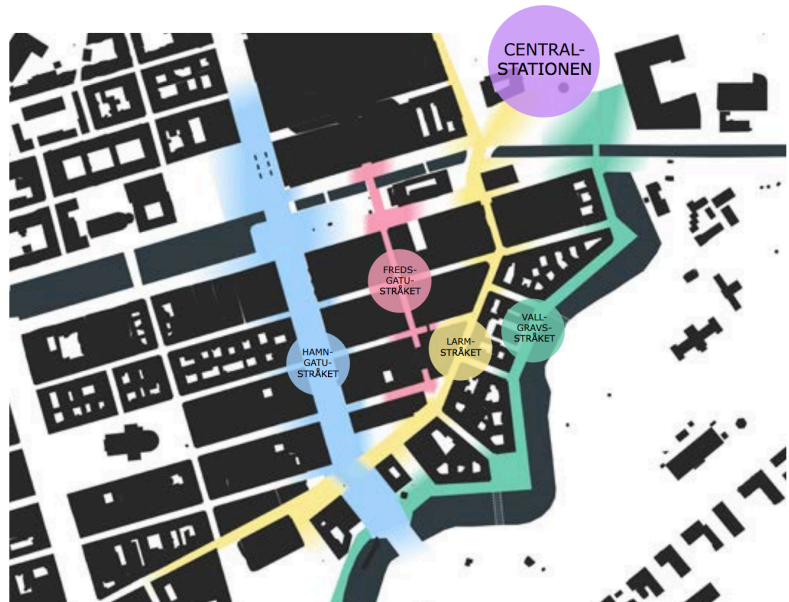 CENTRAL-
STATIONEN
FREDS-
GATU-
STRÅKET
VALL-
GRAVS-
STRÅKET
LARM-
STRÅKET
HAMN-
GATU-
STRÅKET